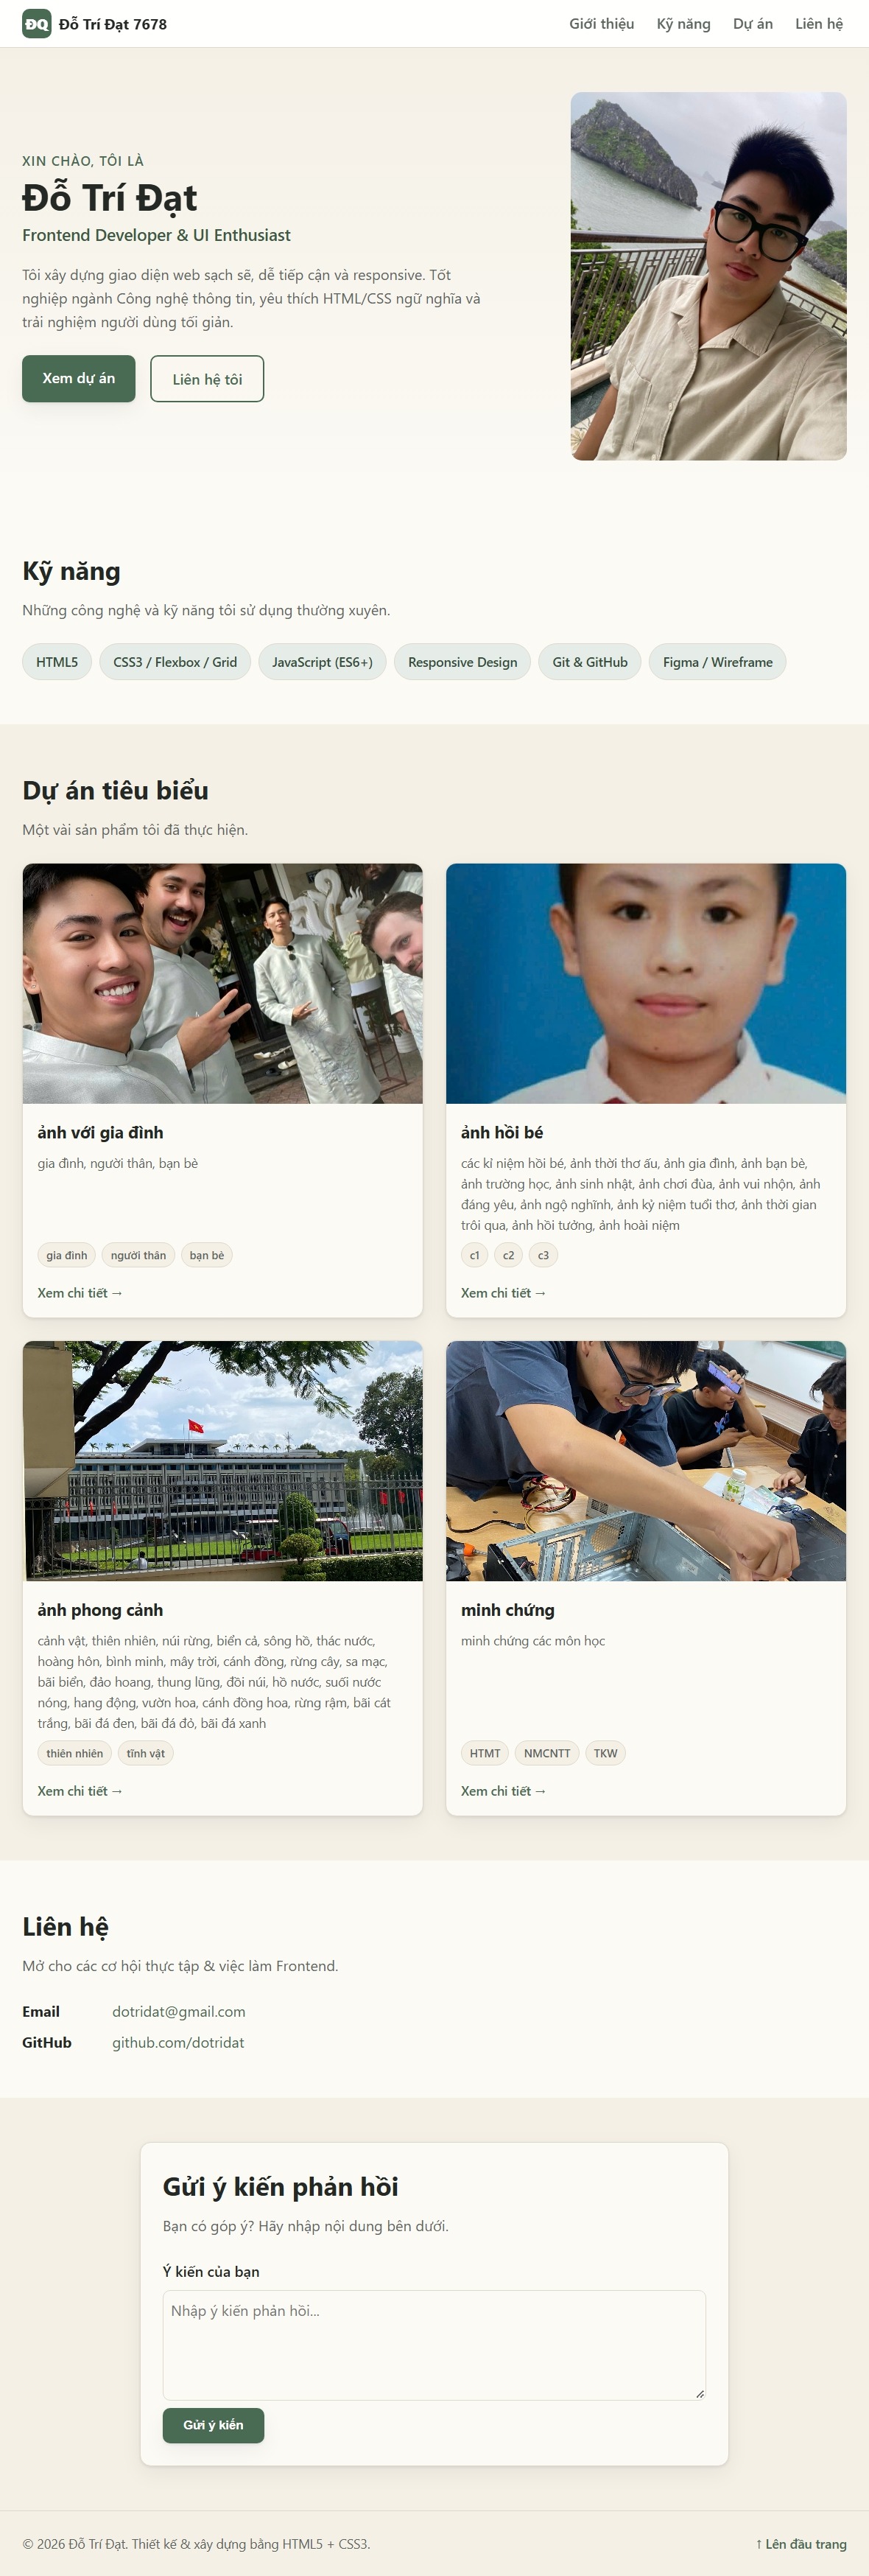 ĐQ Đỗ Trí Đạt 7678
Giới thiệu Kỹ năng Dự án Liên hệ
XIN CHÀO, TÔI LÀ
Đỗ Trí Đạt
Frontend Developer & UI Enthusiast
Tôi xây dựng giao diện web sạch sẽ, dễ tiếp cận và responsive. Tốt
nghiệp ngành Công nghệ thông tin, yêu thích HTML/CSS ngữ nghĩa và
trải nghiệm người dùng tối giản.
Xem dự án Liên hệ tôi
Kỹ năng
Những công nghệ và kỹ năng tôi sử dụng thường xuyên.
HTML5 CSS3 / Flexbox / Grid JavaScript (ES6+) Responsive Design Git & GitHub Figma / Wireframe
Dự án tiêu biểu
Một vài sản phẩm tôi đã thực hiện.
ảnh với gia đình
gia đình, người thân, bạn bè
gia đình người thân bạn bè
Xem chi tiết →
ảnh hồi bé
các kỉ niệm hồi bé, ảnh thời thơ ấu, ảnh gia đình, ảnh bạn bè,
ảnh trường học, ảnh sinh nhật, ảnh chơi đùa, ảnh vui nhộn, ảnh
đáng yêu, ảnh ngộ nghĩnh, ảnh kỷ niệm tuổi thơ, ảnh thời gian
trôi qua, ảnh hồi tưởng, ảnh hoài niệm
c1 c2 c3
Xem chi tiết →
ảnh phong cảnh
cảnh vật, thiên nhiên, núi rừng, biển cả, sông hồ, thác nước,
hoàng hôn, bình minh, mây trời, cánh đồng, rừng cây, sa mạc,
bãi biển, đảo hoang, thung lũng, đồi núi, hồ nước, suối nước
nóng, hang động, vườn hoa, cánh đồng hoa, rừng rậm, bãi cát
trắng, bãi đá đen, bãi đá đỏ, bãi đá xanh
thiên nhiên tĩnh vật
Xem chi tiết →
minh chứng
minh chứng các môn học
HTMT NMCNTT TKW
Xem chi tiết →
Liên hệ
Mở cho các cơ hội thực tập & việc làm Frontend.
Email dotridat@gmail.com
GitHub github.com/dotridat
Gửi ý kiến phản hồi
Bạn có góp ý? Hãy nhập nội dung bên dưới.
Ý kiến của bạn
Nhập ý kiến phản hồi...
Gửi ý kiến
© 2026 Đỗ Trí Đạt. Thiết kế & xây dựng bằng HTML5 + CSS3.
↑ Lên đầu trang